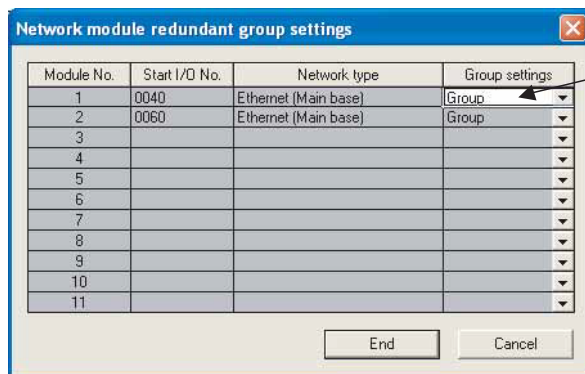 Network module redundant group settings
Module No. Start I/O No. Network type Group settings
1 0040 Ethernet (Main base) Group
2 0060 Ethernet (Main base) Group
3
4
5
6
7
8
9
10
11
End Cancel